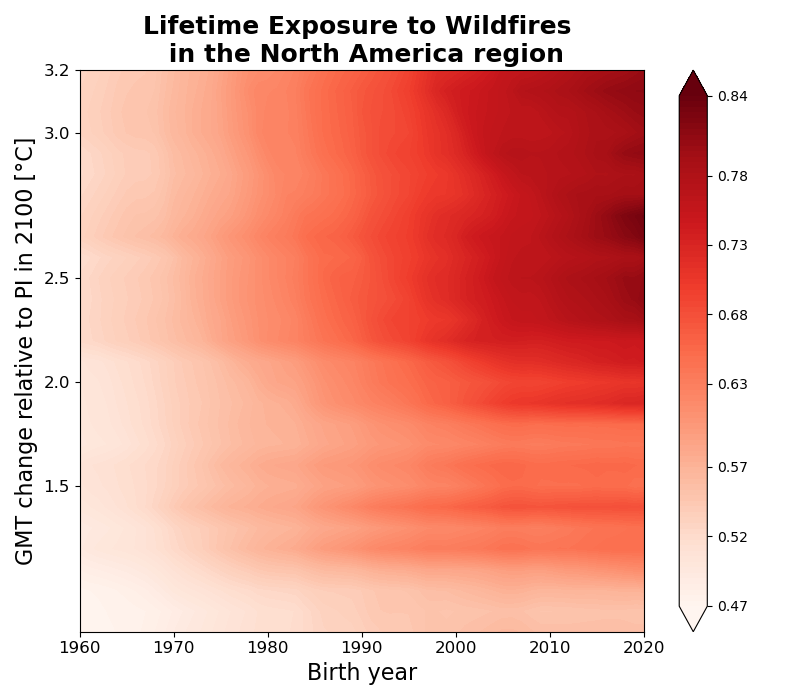 Lifetime Exposure to Wildfires
in the North America region
GMT change relative to PI in 2100 [°C]
3.2
3.0
2.5
2.0
1.5
1960 1970 1980 1990 2000 2010 2020
Birth year
0.84
0.78
0.73
0.68
0.63
0.57
0.52
0.47